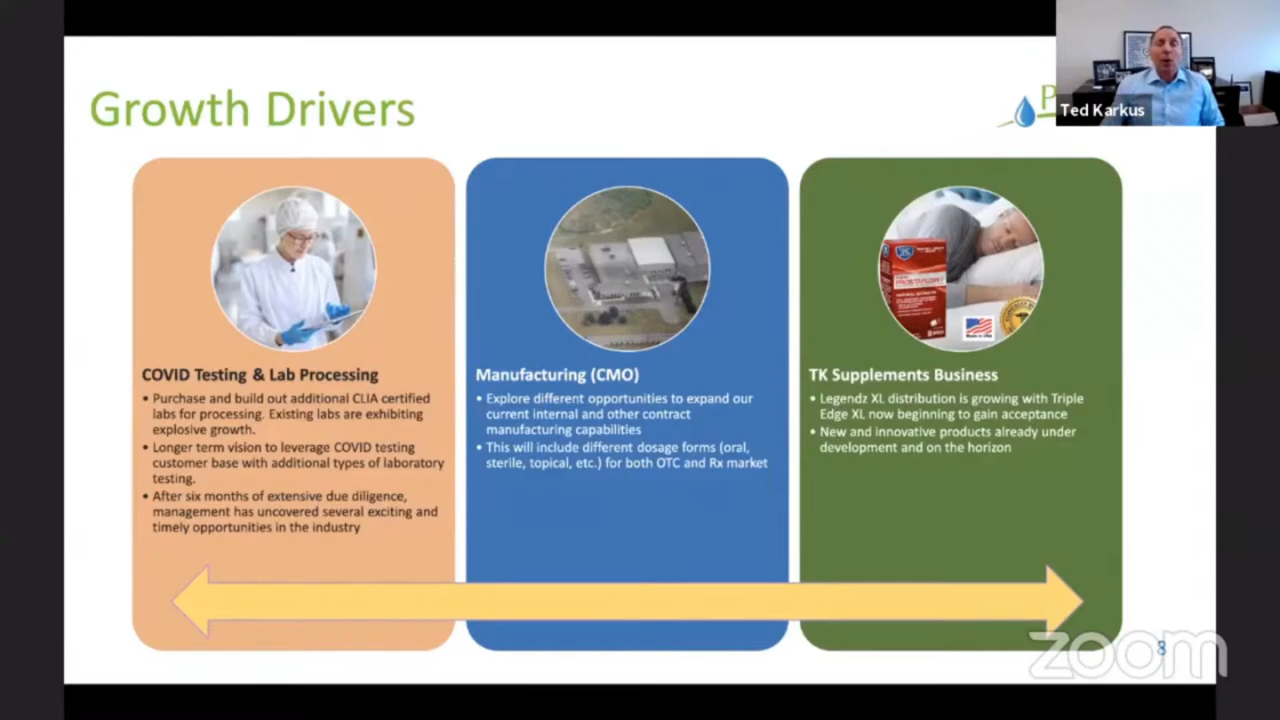 Growth Drivers
P
Ted Karkus
COVID Testing & Lab Processing
• Purchase and build out additional CLIA certified
labs for processing. Existing labs are exhibiting
explosive growth.
• Longer term vision to leverage COVID testing
customer base with additional types of laboratory
testing.
• After six months of extensive due diligence,
management has uncovered several exciting and
timely opportunities in the industry
Manufacturing (CMO)
• Explore different opportunities to expand our
current internal and other contract
manufacturing capabilities
• This will include different dosage forms (oral,
sterile, topical, etc.) for both OTC and Rx market
TK Supplements Business
• Legendz XL distribution is growing with Triple
Edge XL now beginning to gain acceptance
• New and innovative products already under
development and on the horizon
8
zoom